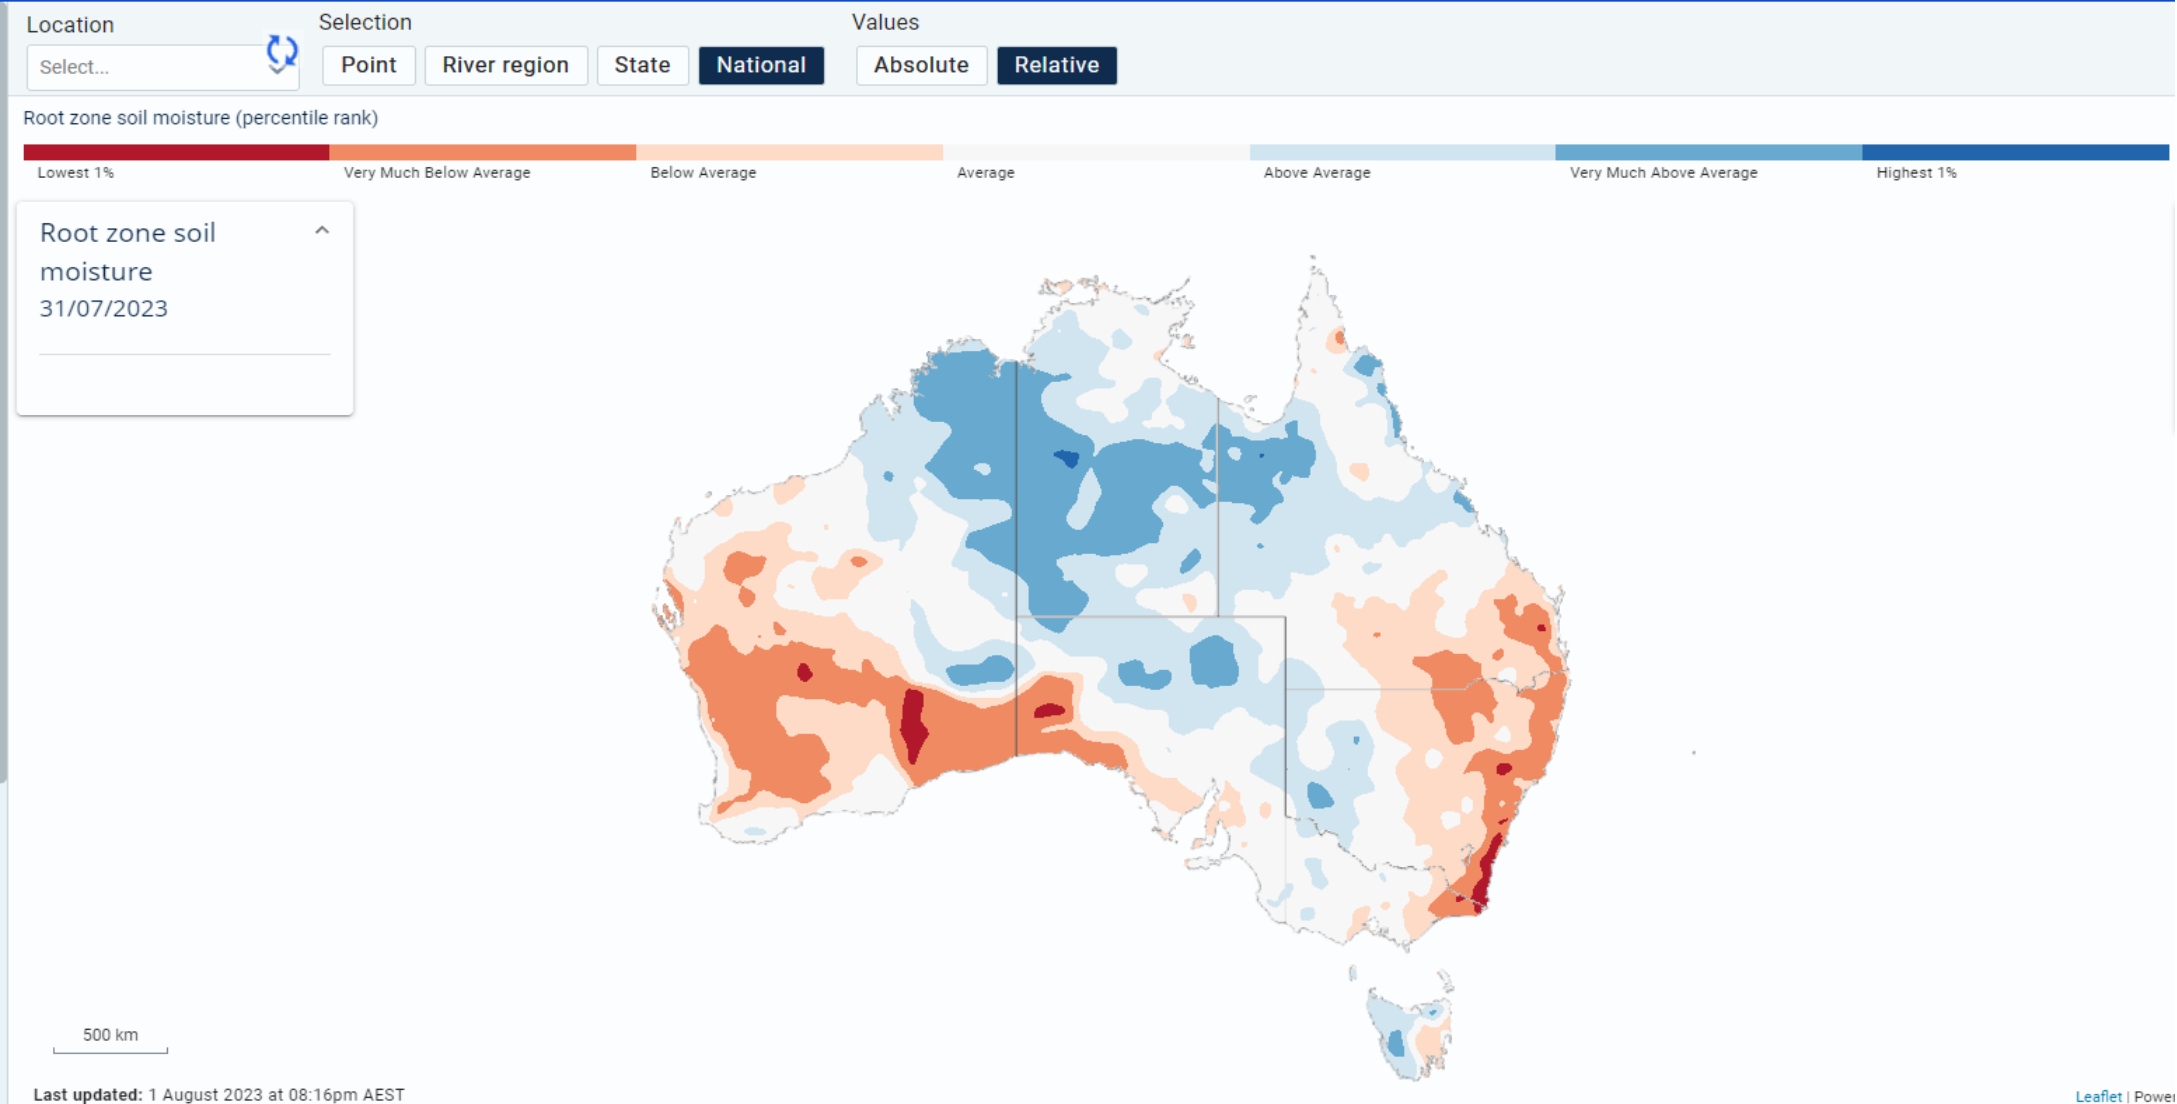 Location
Selection
Values
Select...
Point
River region
State
National
Absolute
Relative
Root zone soil moisture (percentile rank)
Lowest 1%
Very Much Below Average
Below Average
Average
Above Average
Very Much Above Average
Highest 1%
Root zone soil
moisture
31/07/2023
500 km
Last updated: 1 August 2023 at 08:16pm AEST
Leaflet | Power